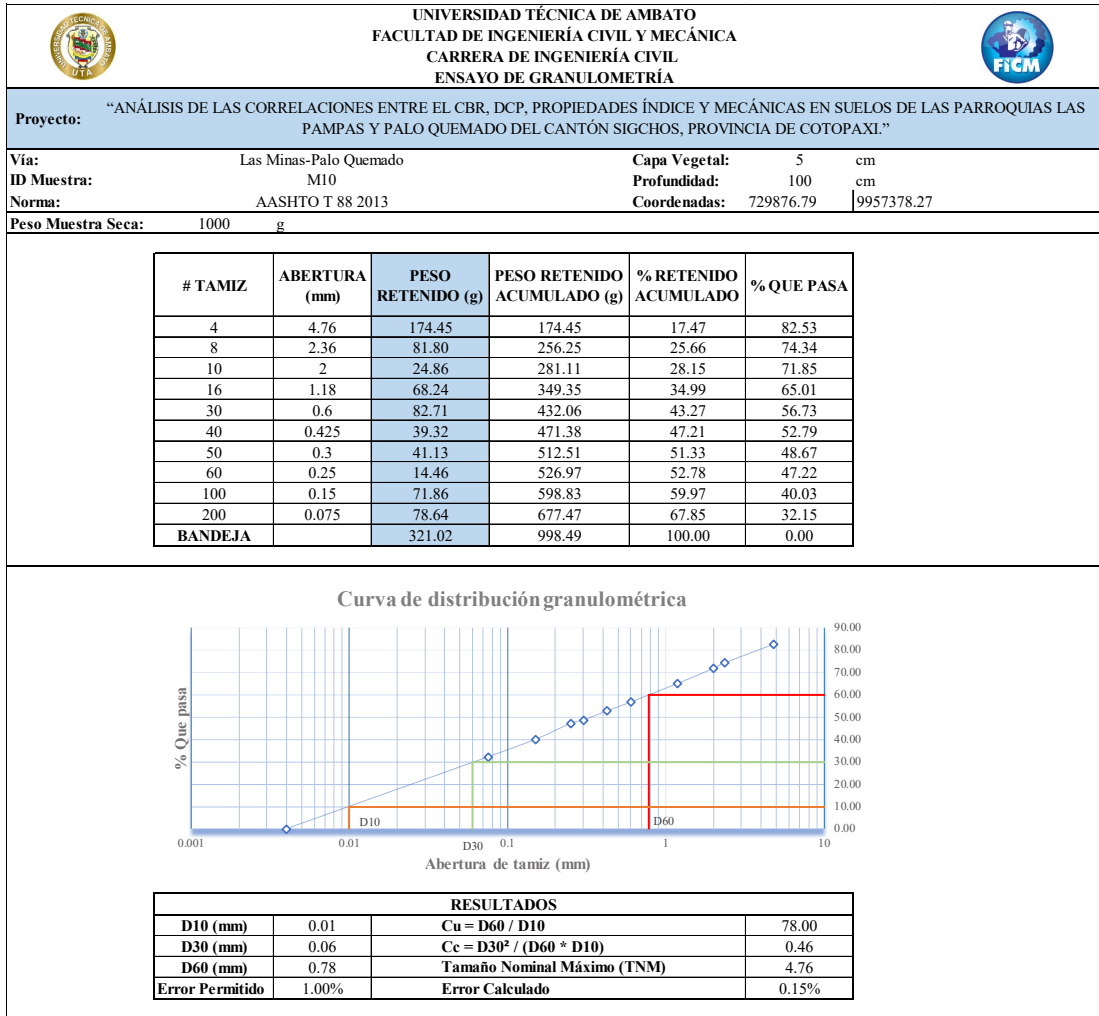 UNIVERSIDAD TÉCNICA DE AMBATO
FACULTAD DE INGENIERÍA CIVIL Y MECÁNICA
CARRERA DE INGENIERÍA CIVIL
ENSAYO DE GRANULOMETRÍA
UNIVERSIDAD TECNICA DE AMBATO
UTA
FICM
Proyecto: “ANÁLISIS DE LAS CORRELACIONES ENTRE EL CBR, DCP, PROPIEDADES ÍNDICE Y MECÁNICAS EN SUELOS DE LAS PARROQUIAS LAS
PAMPAS Y PALO QUEMADO DEL CANTÓN SIGCHOS, PROVINCIA DE COTOPAXI.”
Vía: Las Minas-Palo Quemado Capa Vegetal: 5 cm
ID Muestra: M10 Profundidad: 100 cm
Norma: AASHTO T 88 2013 Coordenadas: 729876.79 9957378.27
Peso Muestra Seca: 1000 g
# TAMIZ ABERTURA (mm) PESO RETENIDO (g) PESO RETENIDO ACUMULADO (g) % RETENIDO ACUMULADO % QUE PASA
4 4.76 174.45 174.45 17.47 82.53
8 2.36 81.80 256.25 25.66 74.34
10 2 24.86 281.11 28.15 71.85
16 1.18 68.24 349.35 34.99 65.01
30 0.6 82.71 432.06 43.27 56.73
40 0.425 39.32 471.38 47.21 52.79
50 0.3 41.13 512.51 51.33 48.67
60 0.25 14.46 526.97 52.78 47.22
100 0.15 71.86 598.83 59.97 40.03
200 0.075 78.64 677.47 67.85 32.15
BANDEJA 321.02 998.49 100.00 0.00
Curva de distribución granulométrica
90.00
80.00
70.00
60.00
50.00
40.00
30.00
20.00
10.00
0.00
% Que pasa
D10
D30
D60
0.001 0.01 0.1 1 10
Abertura de tamiz (mm)
RESULTADOS
D10 (mm) 0.01 Cu = D60 / D10 78.00
D30 (mm) 0.06 Cc = D30² / (D60 * D10) 0.46
D60 (mm) 0.78 Tamaño Nominal Máximo (TNM) 4.76
Error Permitido 1.00% Error Calculado 0.15%